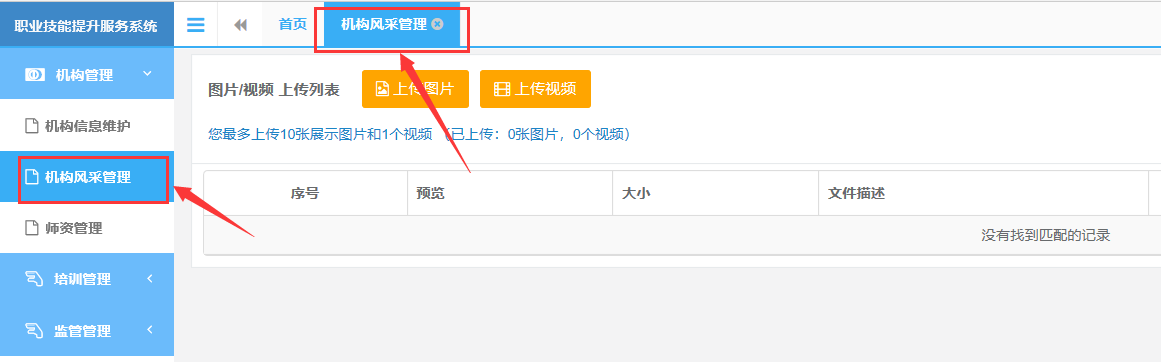 职业技能提升服务系统
首页
机构风采管理
机构管理
机构信息维护
机构风采管理
师资管理
培训管理
监管管理
图片/视频 上传列表
上传图片
上传视频
您最多上传10张展示图片和1个视频 （已上传：0张图片，0个视频）
序号 预览 大小 文件描述
没有找到匹配的记录